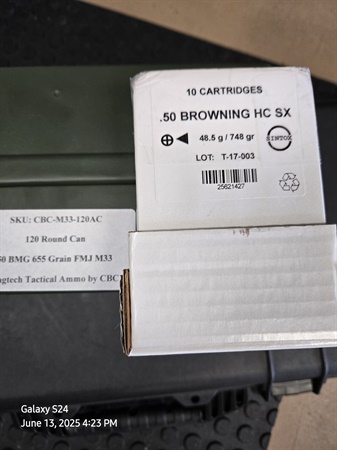 10 CARTRIDGES
.50 BROWNING HC SX
48.5 g / 748 gr
SINTOX
LOT: T-17-003
25621427
SKU: CBC-M33-120AC
120 Round Can
50 BMG 655 Grain FMJ M33
Tactical Ammo by CBC
Galaxy S24
June 13, 2025 4:23 PM